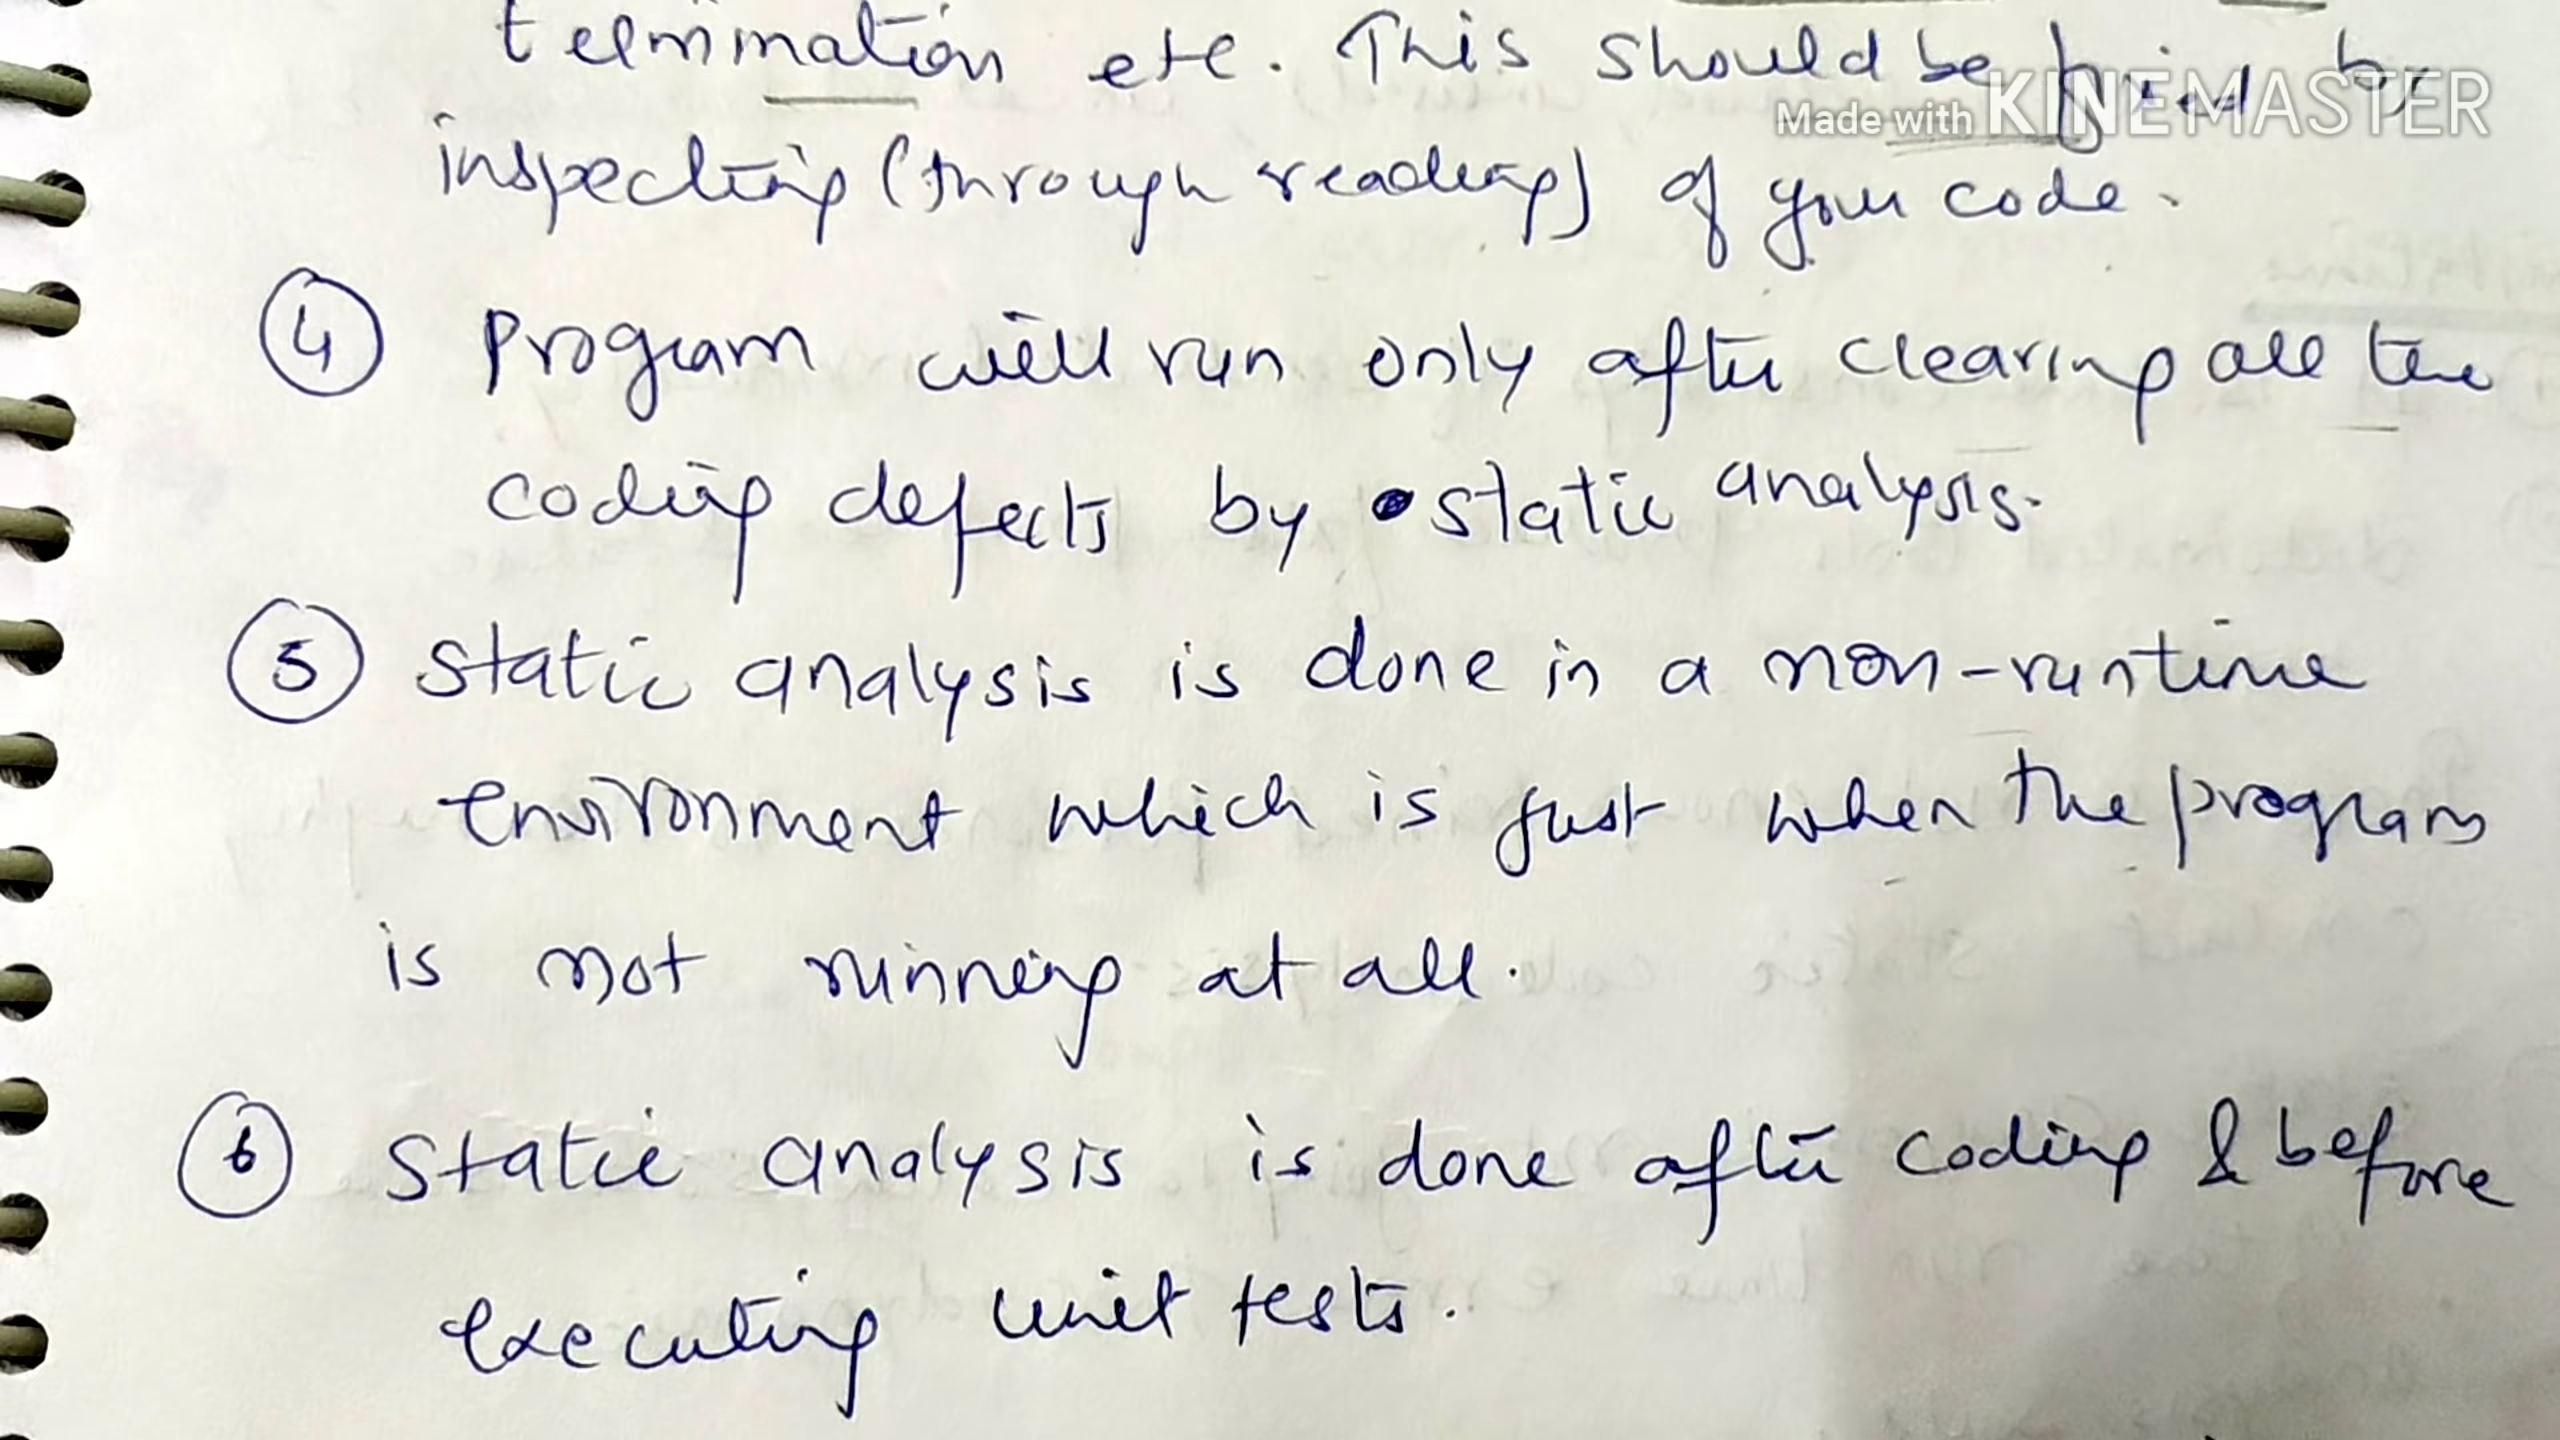 termination etc. This should be fixed by
Made with KINEMASTER
inspecting (through reading) of your code.
4 Program will run only after clearing all the
coding defects by static analysis.
5 Static analysis is done in a non-runtime
environment which is just when the program
is not running at all.
6 Static analysis is done after coding & before
executing unit tests.